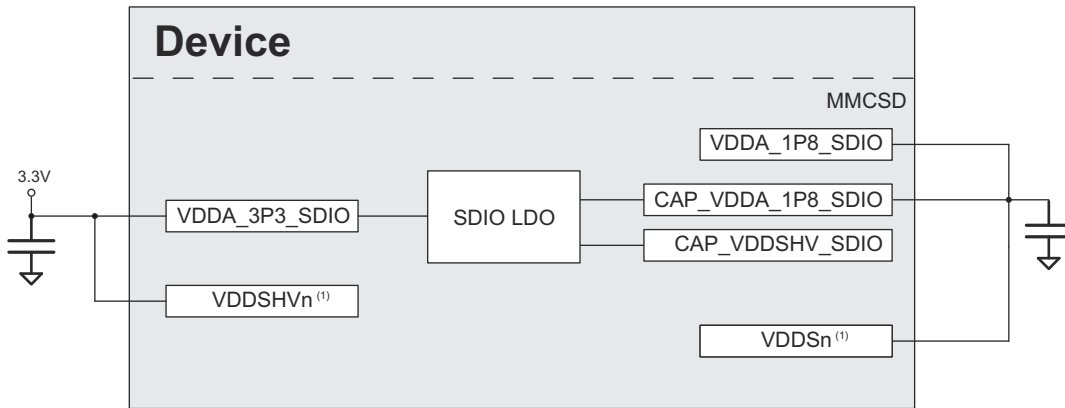 Device
MMCSD
VDDA_1P8_SDIO
3.3V
VDDA_3P3_SDIO
SDIO LDO
CAP_VDDA_1P8_SDIO
CAP_VDDSHV_SDIO
VDDSHVn (1)
VDDSn (1)